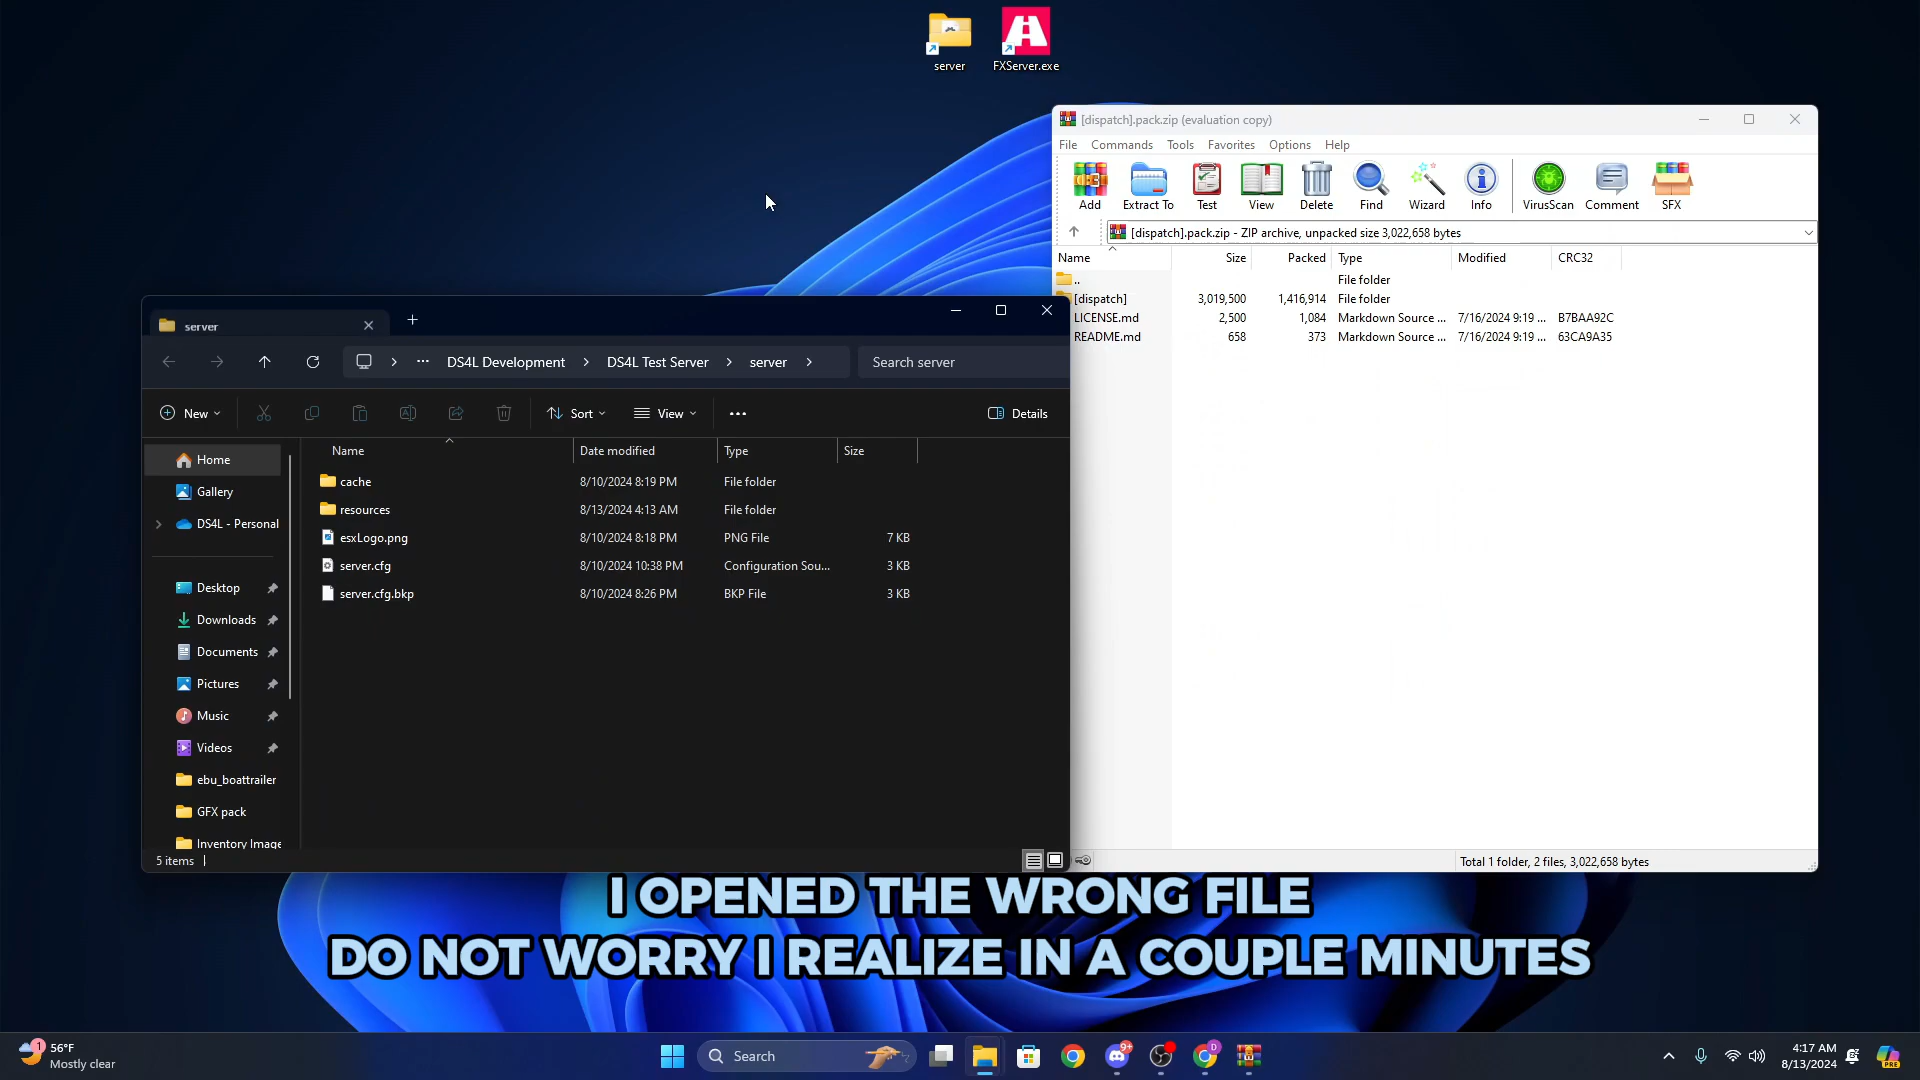 server
FXServer.exe
[dispatch].pack.zip (evaluation copy)
File Commands Tools Favorites Options Help
Add Extract To Test View Delete Find Wizard Info VirusScan Comment SFX
[dispatch].pack.zip - ZIP archive, unpacked size 3,022,658 bytes
Name Size Packed Type Modified CRC32
.. File folder
[dispatch] 3,019,500 1,416,914 File folder
LICENSE.md 2,500 1,084 Markdown Source ... 7/16/2024 9:19 ... B7BAA92C
README.md 658 373 Markdown Source ... 7/16/2024 9:19 ... 63CA9A35
Total 1 folder, 2 files, 3,022,658 bytes
server
DS4L Development > DS4L Test Server > server >
Search server
New Sort View Details
Home
Gallery
DS4L - Personal
Desktop
Downloads
Documents
Pictures
Music
Videos
ebu_boattrailer
GFX pack
Inventory Image
Name Date modified Type Size
cache 8/10/2024 8:19 PM File folder
resources 8/13/2024 4:13 AM File folder
esxLogo.png 8/10/2024 8:18 PM PNG File 7 KB
server.cfg 8/10/2024 10:38 PM Configuration Sou... 3 KB
server.cfg.bkp 8/10/2024 8:26 PM BKP File 3 KB
5 items
I OPENED THE WRONG FILE
DO NOT WORRY I REALIZE IN A COUPLE MINUTES
1
56°F
Mostly clear
Search
9+
D
4:17 AM
8/13/2024
PRE